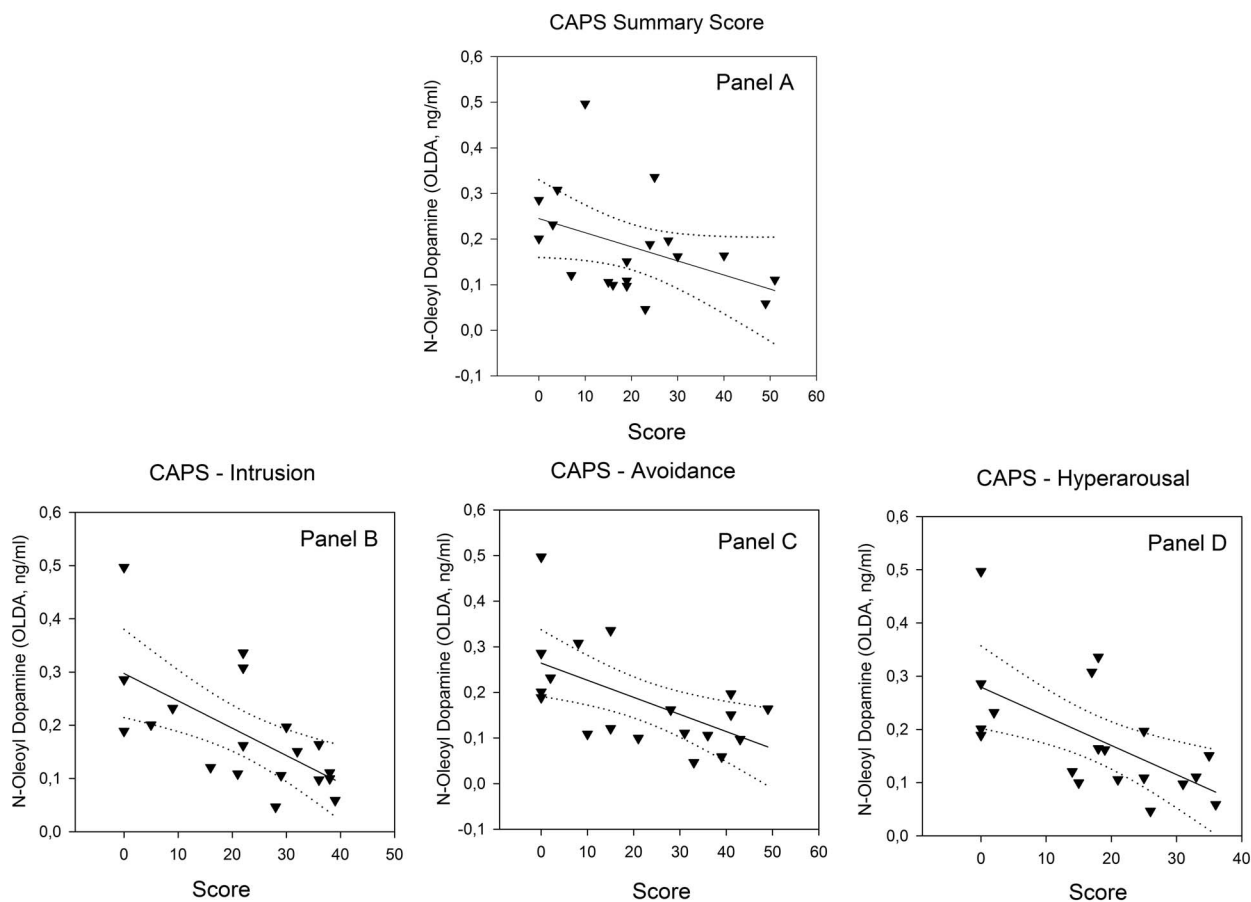 CAPS Summary Score
Panel A
N-Oleoyl Dopamine (OLDA, ng/ml)
0,6
0,5
0,4
0,3
0,2
0,1
0,0
-0,1
0 10 20 30 40 50 60
Score
CAPS - Intrusion
Panel B
N-Oleoyl Dopamine (OLDA, ng/ml)
0,6
0,5
0,4
0,3
0,2
0,1
0,0
0 10 20 30 40 50
Score
CAPS - Avoidance
Panel C
N-Oleoyl Dopamine (OLDA, ng/ml)
0,6
0,5
0,4
0,3
0,2
0,1
0,0
-0,1
0 10 20 30 40 50 60
Score
CAPS - Hyperarousal
Panel D
N-Oleoyl Dopamine (OLDA, ng/ml)
0,6
0,5
0,4
0,3
0,2
0,1
0,0
0 10 20 30 40
Score